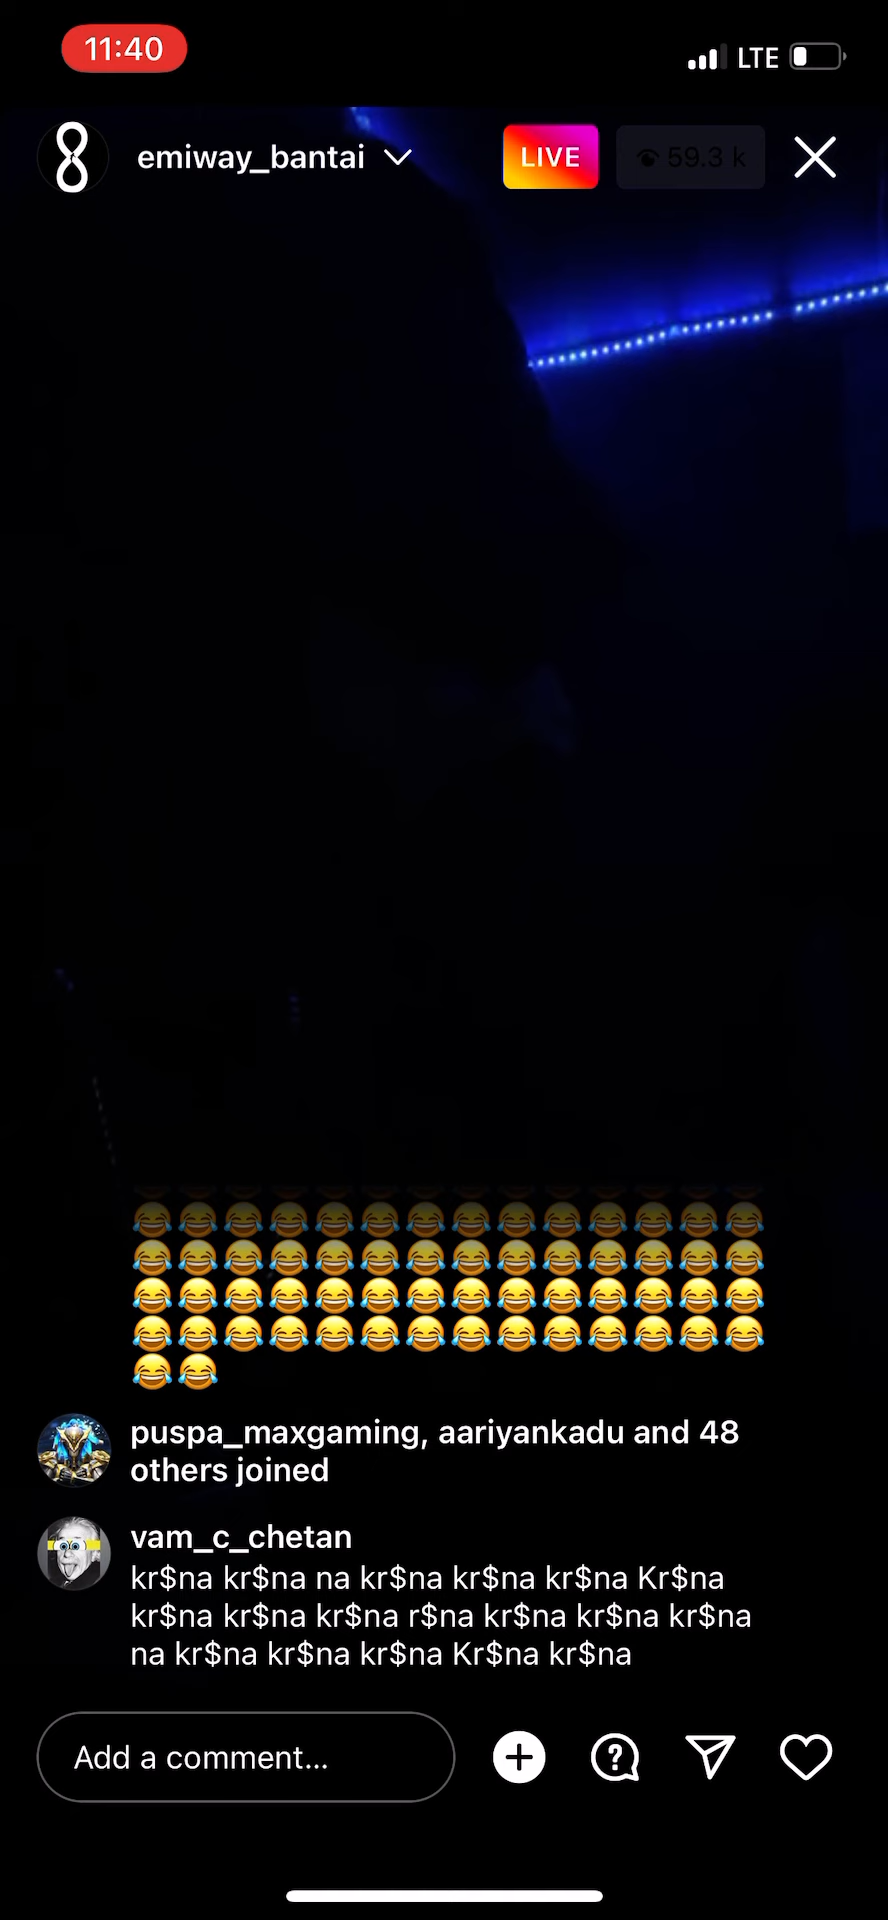 11:40
LTE
emiway_bantai
LIVE
59.3 k
puspa_maxgaming, aariyankadu and 48
others joined
vam_c_chetan
kr$na kr$na na kr$na kr$na kr$na Kr$na
kr$na kr$na kr$na r$na kr$na kr$na kr$na
na kr$na kr$na kr$na Kr$na kr$na
Add a comment...